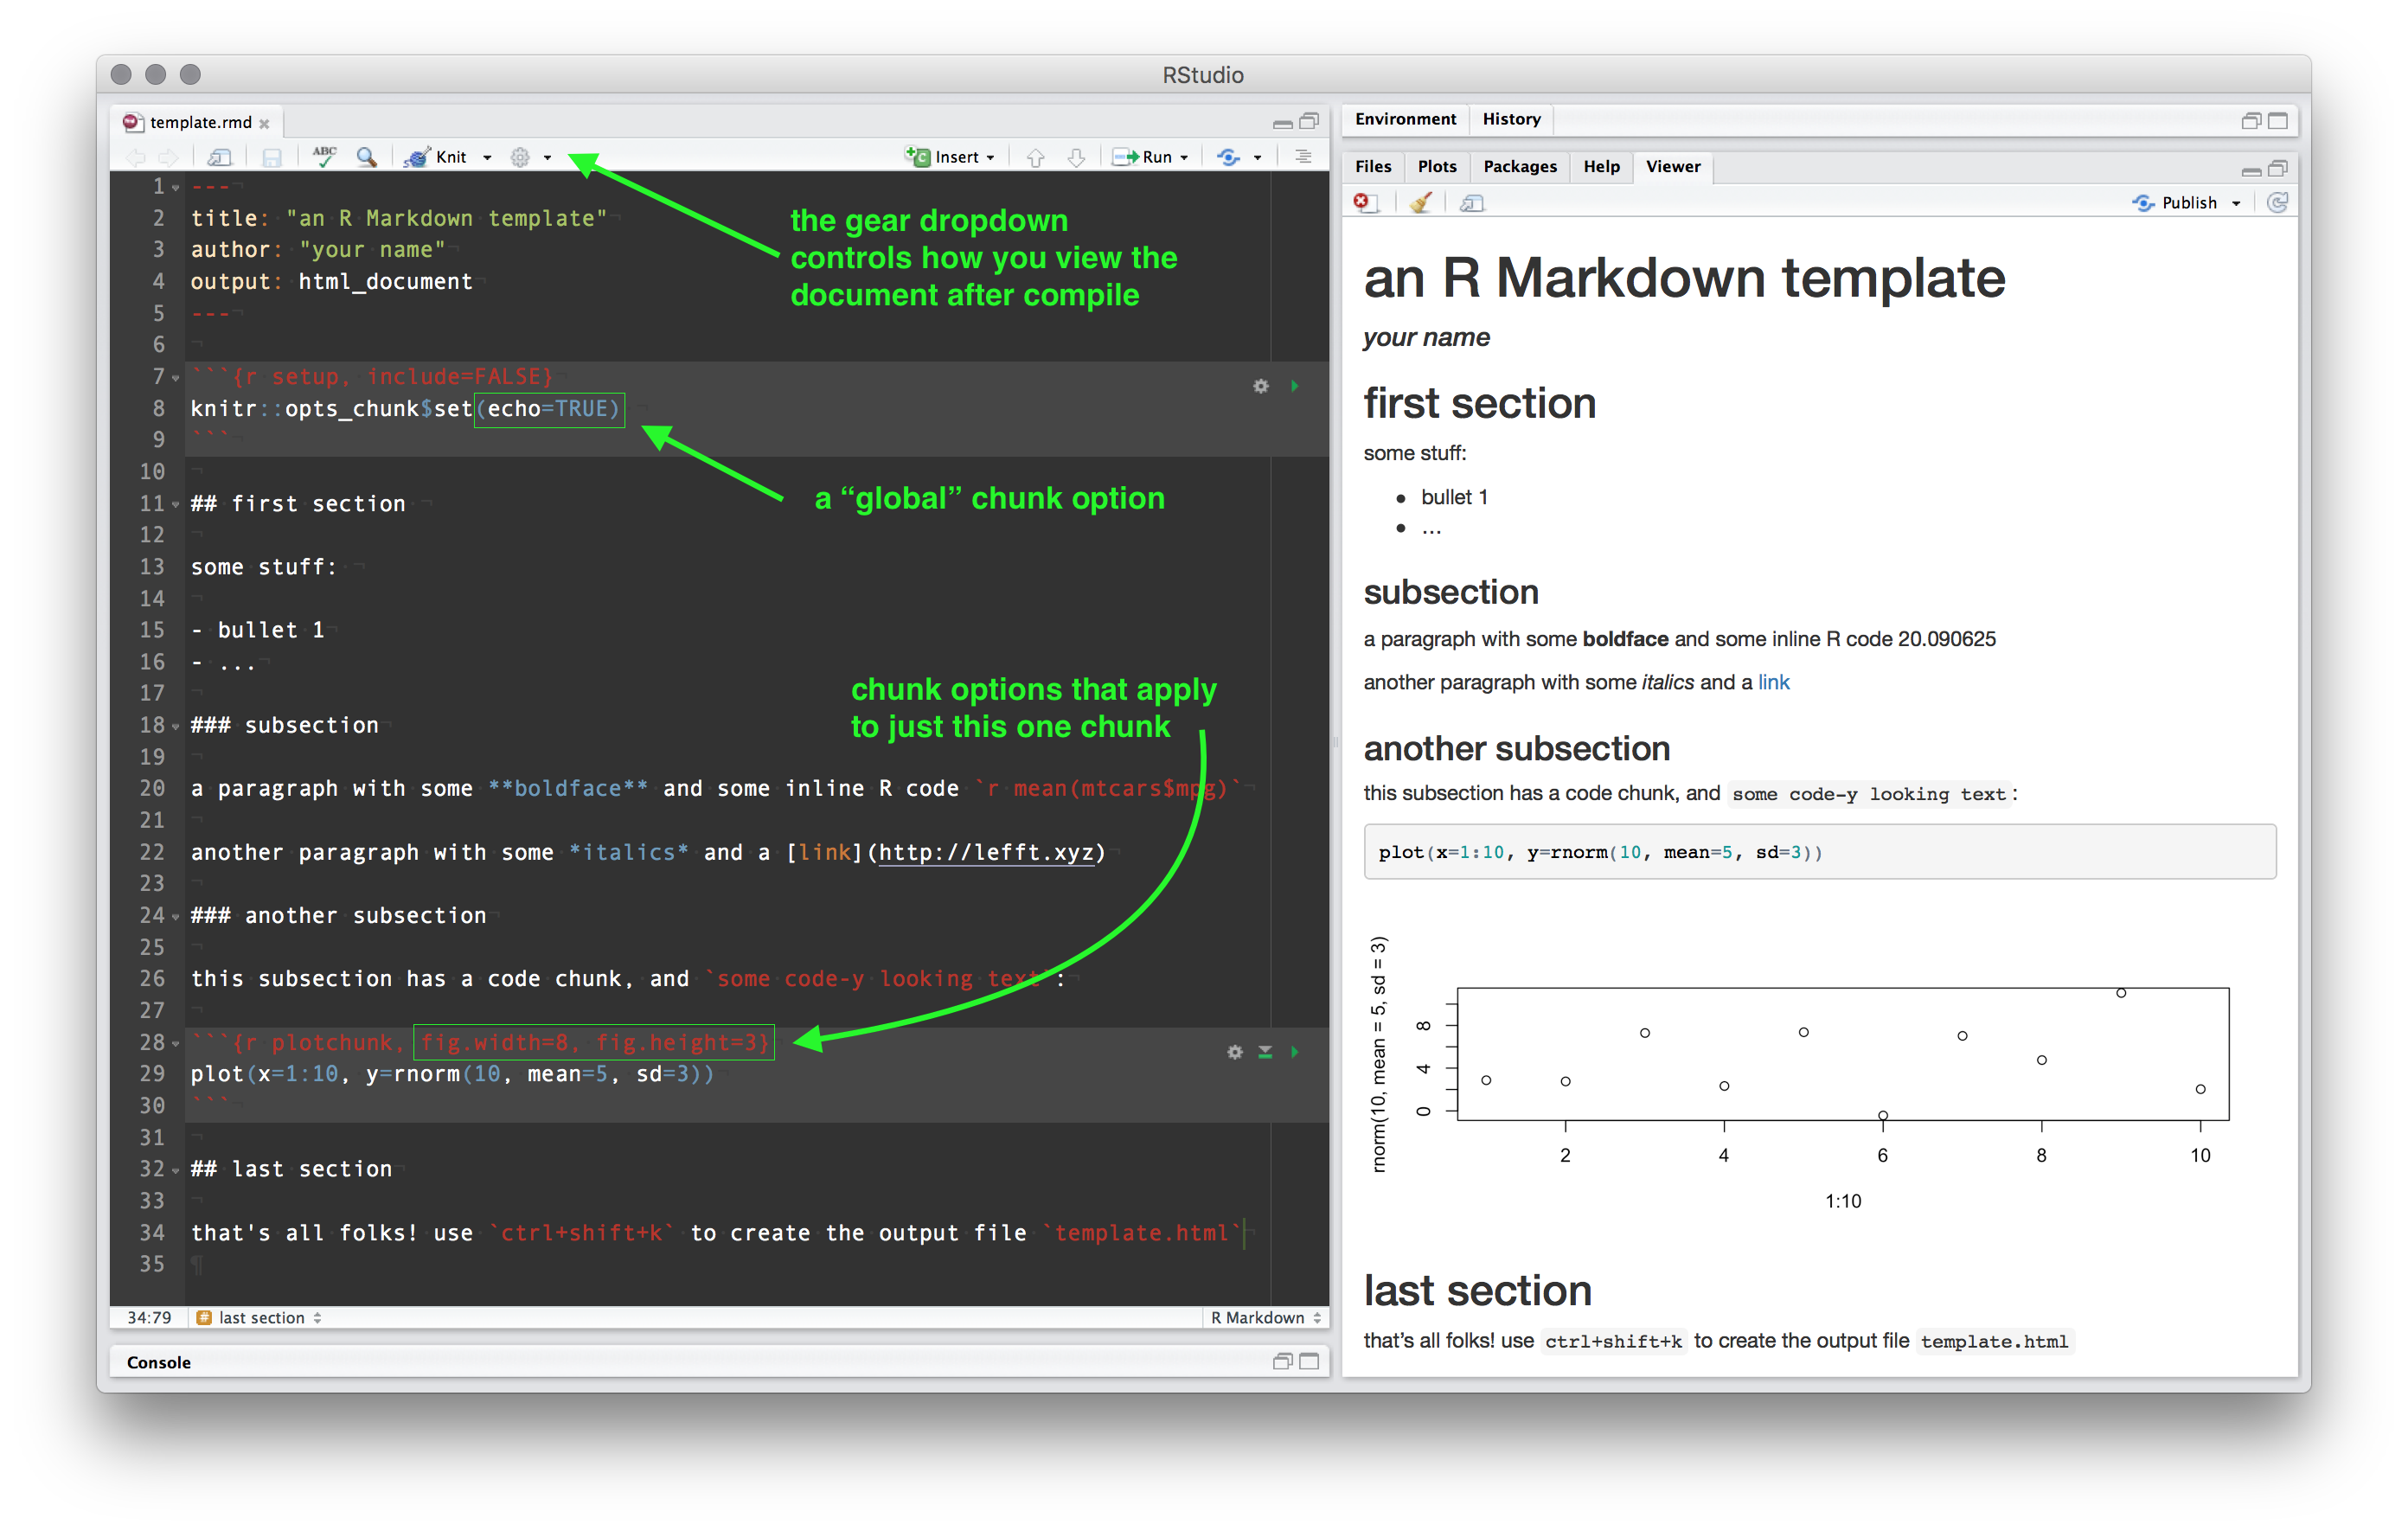 RStudio
template.rmd
ABC
Knit
Insert
Run
1 ---
2 title: "an R Markdown template"
3 author: "your name"
4 output: html_document
5 ---
6
7 ```{r setup, include=FALSE}
8 knitr::opts_chunk$set(echo=TRUE)
9 ```
10
11 ## first section
12
13 some stuff:
14
15 - bullet 1
16 - ...
17
18 ### subsection
19
20 a paragraph with some **boldface** and some inline R code `r mean(mtcars$mpg)`
21
22 another paragraph with some *italics* and a [link](http://lefft.xyz)
23
24 ### another subsection
25
26 this subsection has a code chunk, and `some code-y looking text`:
27
28 ```{r plotchunk, fig.width=8, fig.height=3}
29 plot(x=1:10, y=rnorm(10, mean=5, sd=3))
30 ```
31
32 ## last section
33
34 that's all folks! use `ctrl+shift+k` to create the output file `template.html`
35
the gear dropdown
controls how you view the
document after compile
a “global” chunk option
chunk options that apply
to just this one chunk
34:79
# last section
R Markdown
Console
Environment
History
Files
Plots
Packages
Help
Viewer
Publish
an R Markdown template
your name
first section
some stuff:
• bullet 1
• …
subsection
a paragraph with some boldface and some inline R code 20.090625
another paragraph with some italics and a link
another subsection
this subsection has a code chunk, and some code-y looking text:
plot(x=1:10, y=rnorm(10, mean=5, sd=3))
rnorm(10, mean = 5, sd = 3)
8
4
0
2 4 6 8 10
1:10
last section
that’s all folks! use ctrl+shift+k to create the output file template.html